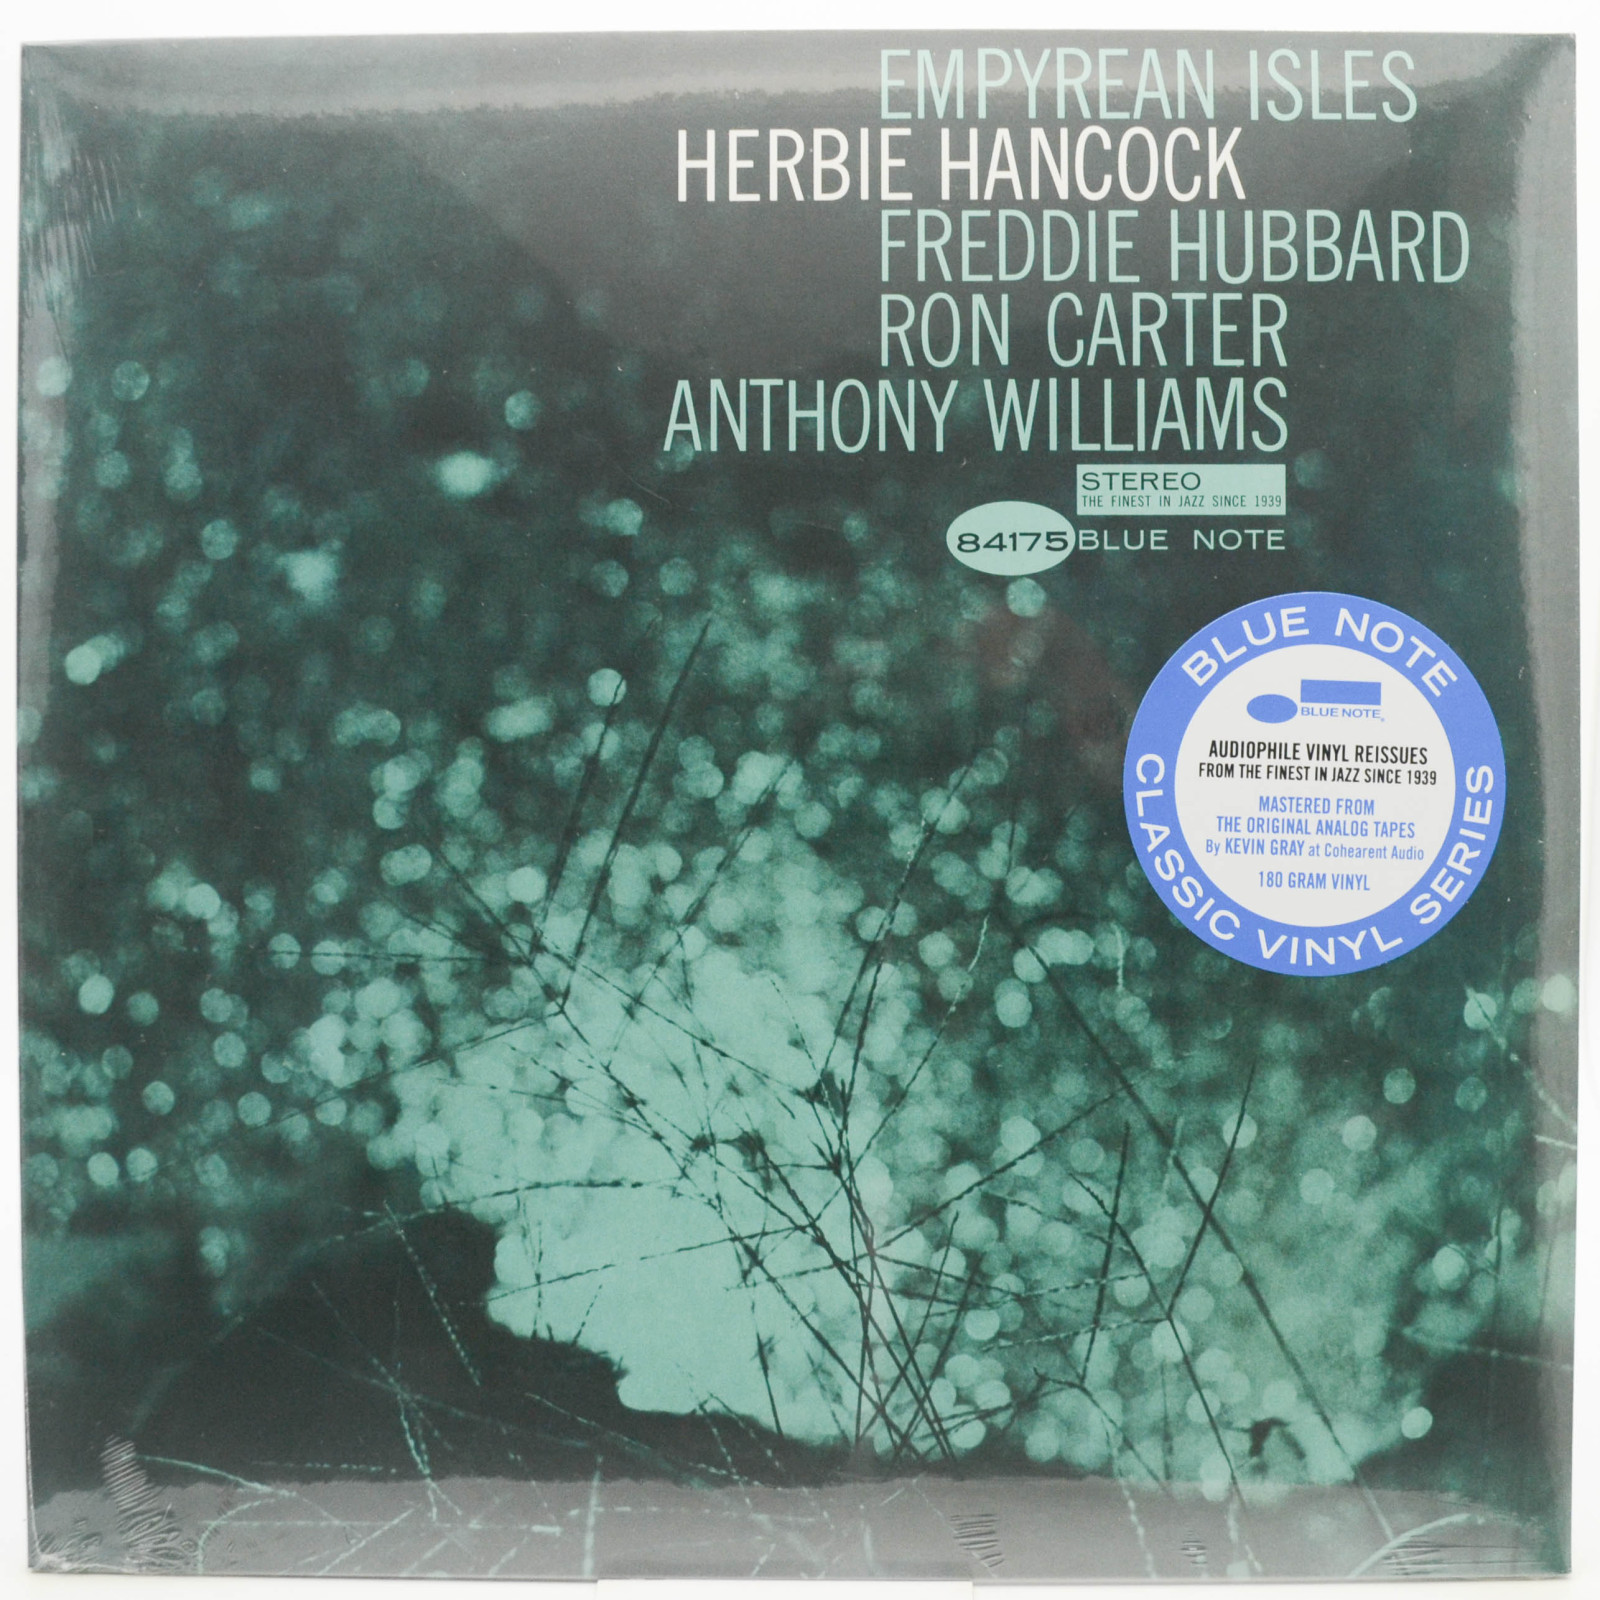 EMPYREAN ISLES
HERBIE HANCOCK
FREDDIE HUBBARD
RON CARTER
ANTHONY WILLIAMS
STEREO
THE FINEST IN JAZZ SINCE 1939
84175 BLUE NOTE
BLUE NOTE
BLUE NOTE
AUDIOPHILE VINYL REISSUES
FROM THE FINEST IN JAZZ SINCE 1939
MASTERED FROM
THE ORIGINAL ANALOG TAPES
By KEVIN GRAY at Cohearent Audio
180 GRAM VINYL
CLASSIC VINYL SERIES